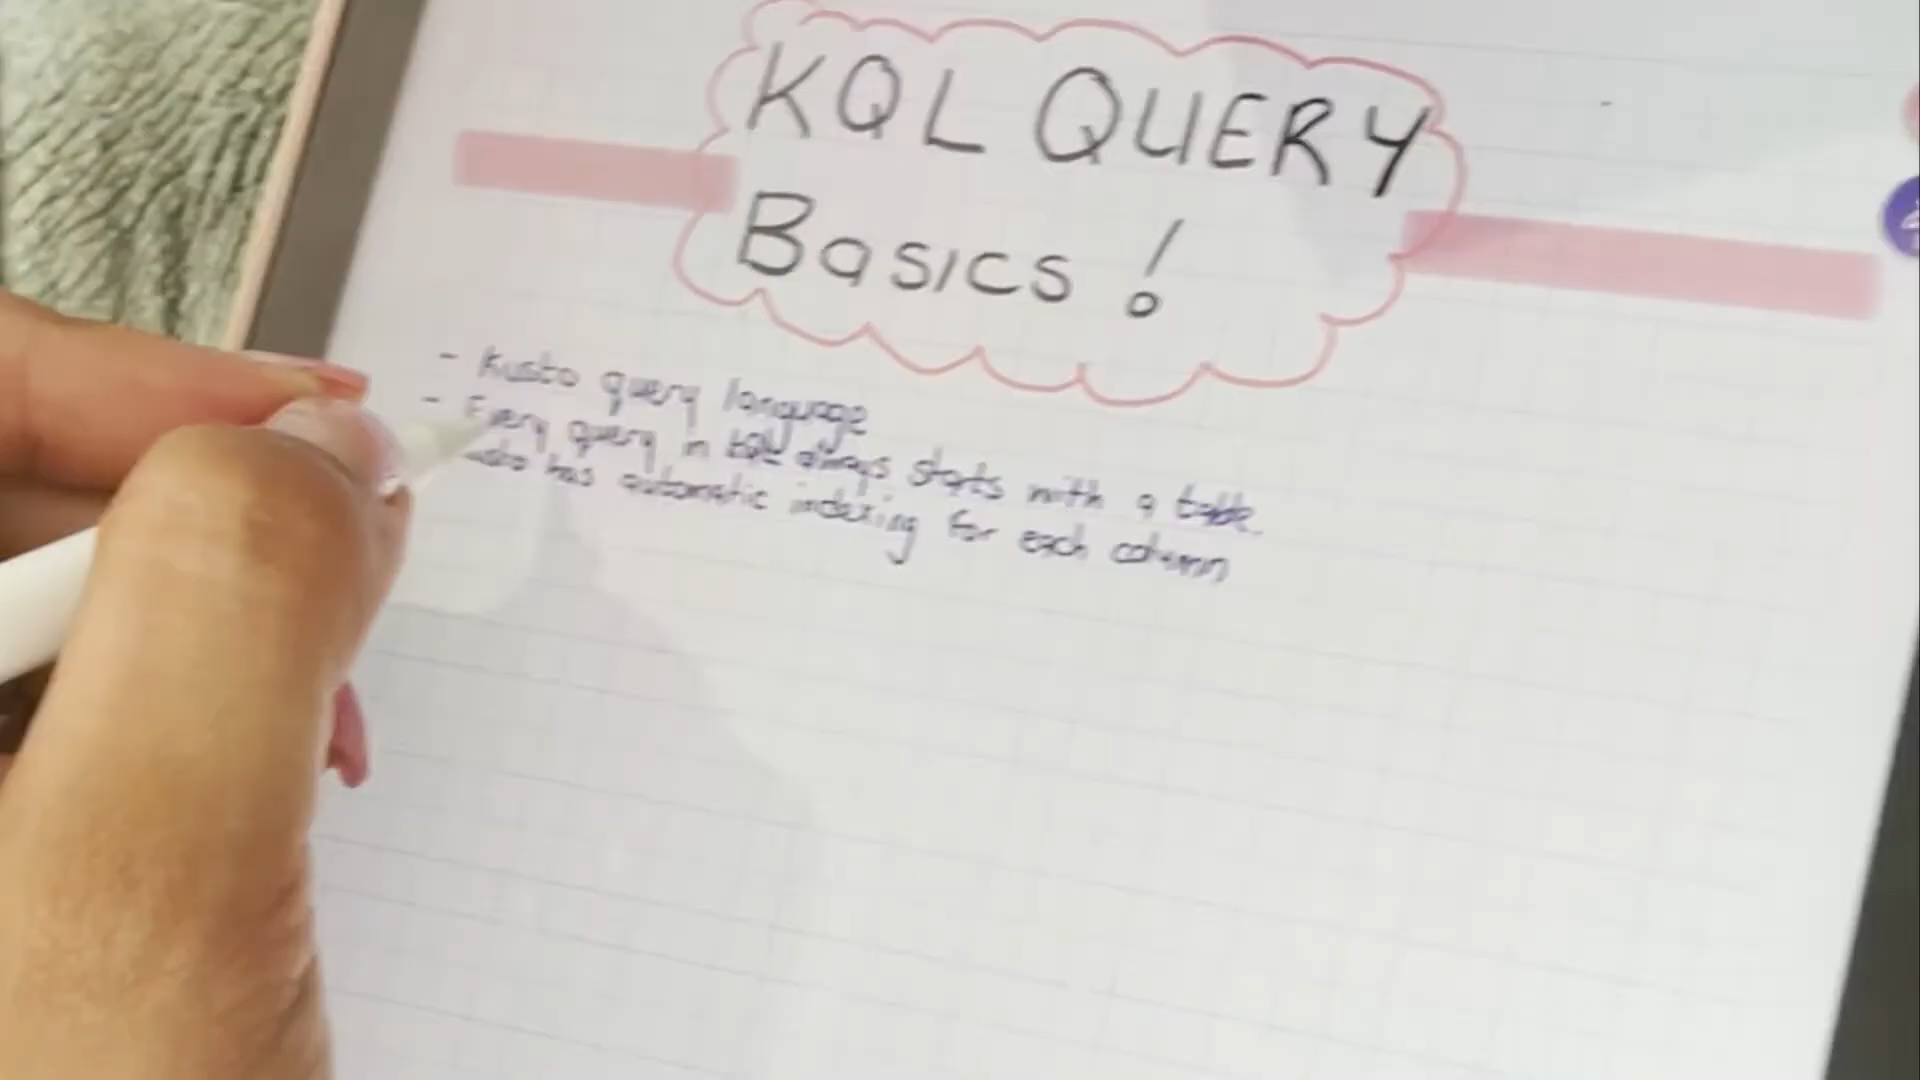 KQL QUERY
Basics!
- Kusto query language
- Every query in KQL always starts with a table.
has automatic indexing for each column